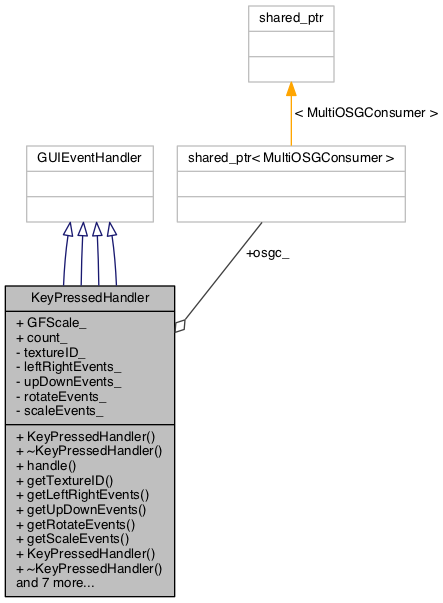 shared_ptr
< MultiOSGConsumer >
GUIEventHandler
shared_ptr< MultiOSGConsumer >
+osgc_
KeyPressedHandler
+ GFScale_
+ count_
- textureID_
- leftRightEvents_
- upDownEvents_
- rotateEvents_
- scaleEvents_
+ KeyPressedHandler()
+ ~KeyPressedHandler()
+ handle()
+ getTextureID()
+ getLeftRightEvents()
+ getUpDownEvents()
+ getRotateEvents()
+ getScaleEvents()
+ KeyPressedHandler()
+ ~KeyPressedHandler()
and 7 more...